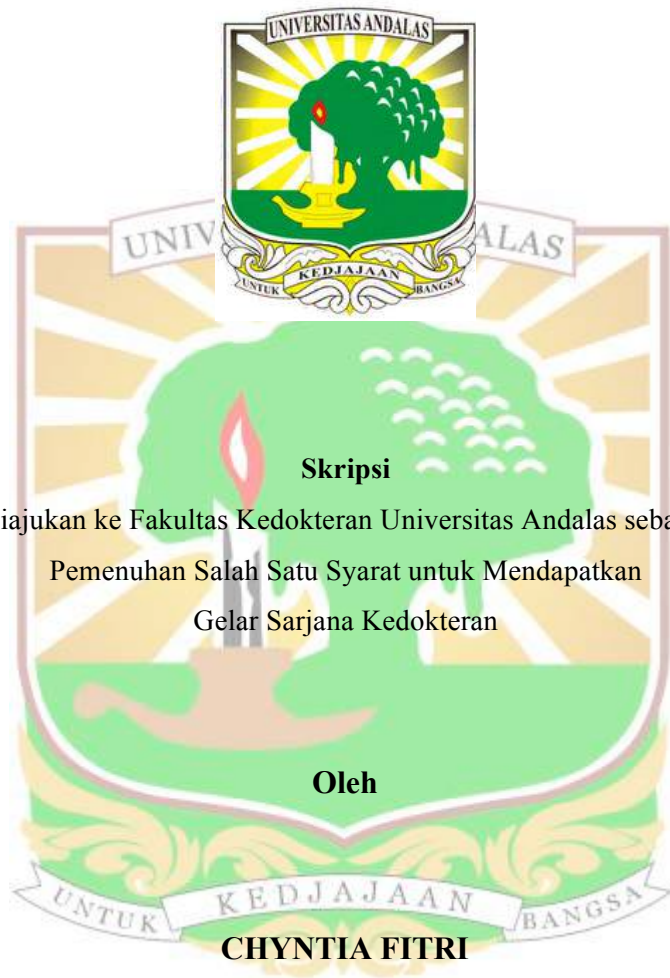 UNIVERSITAS ANDALAS
UNTUK KEDJAJAAN BANGSA
UNIV ALAS
Skripsi
iajukan ke Fakultas Kedokteran Universitas Andalas seba
Pemenuhan Salah Satu Syarat untuk Mendapatkan
Gelar Sarjana Kedokteran
Oleh
UNTUK KEDJAJAAN BANGSA
CHYNTIA FITRI